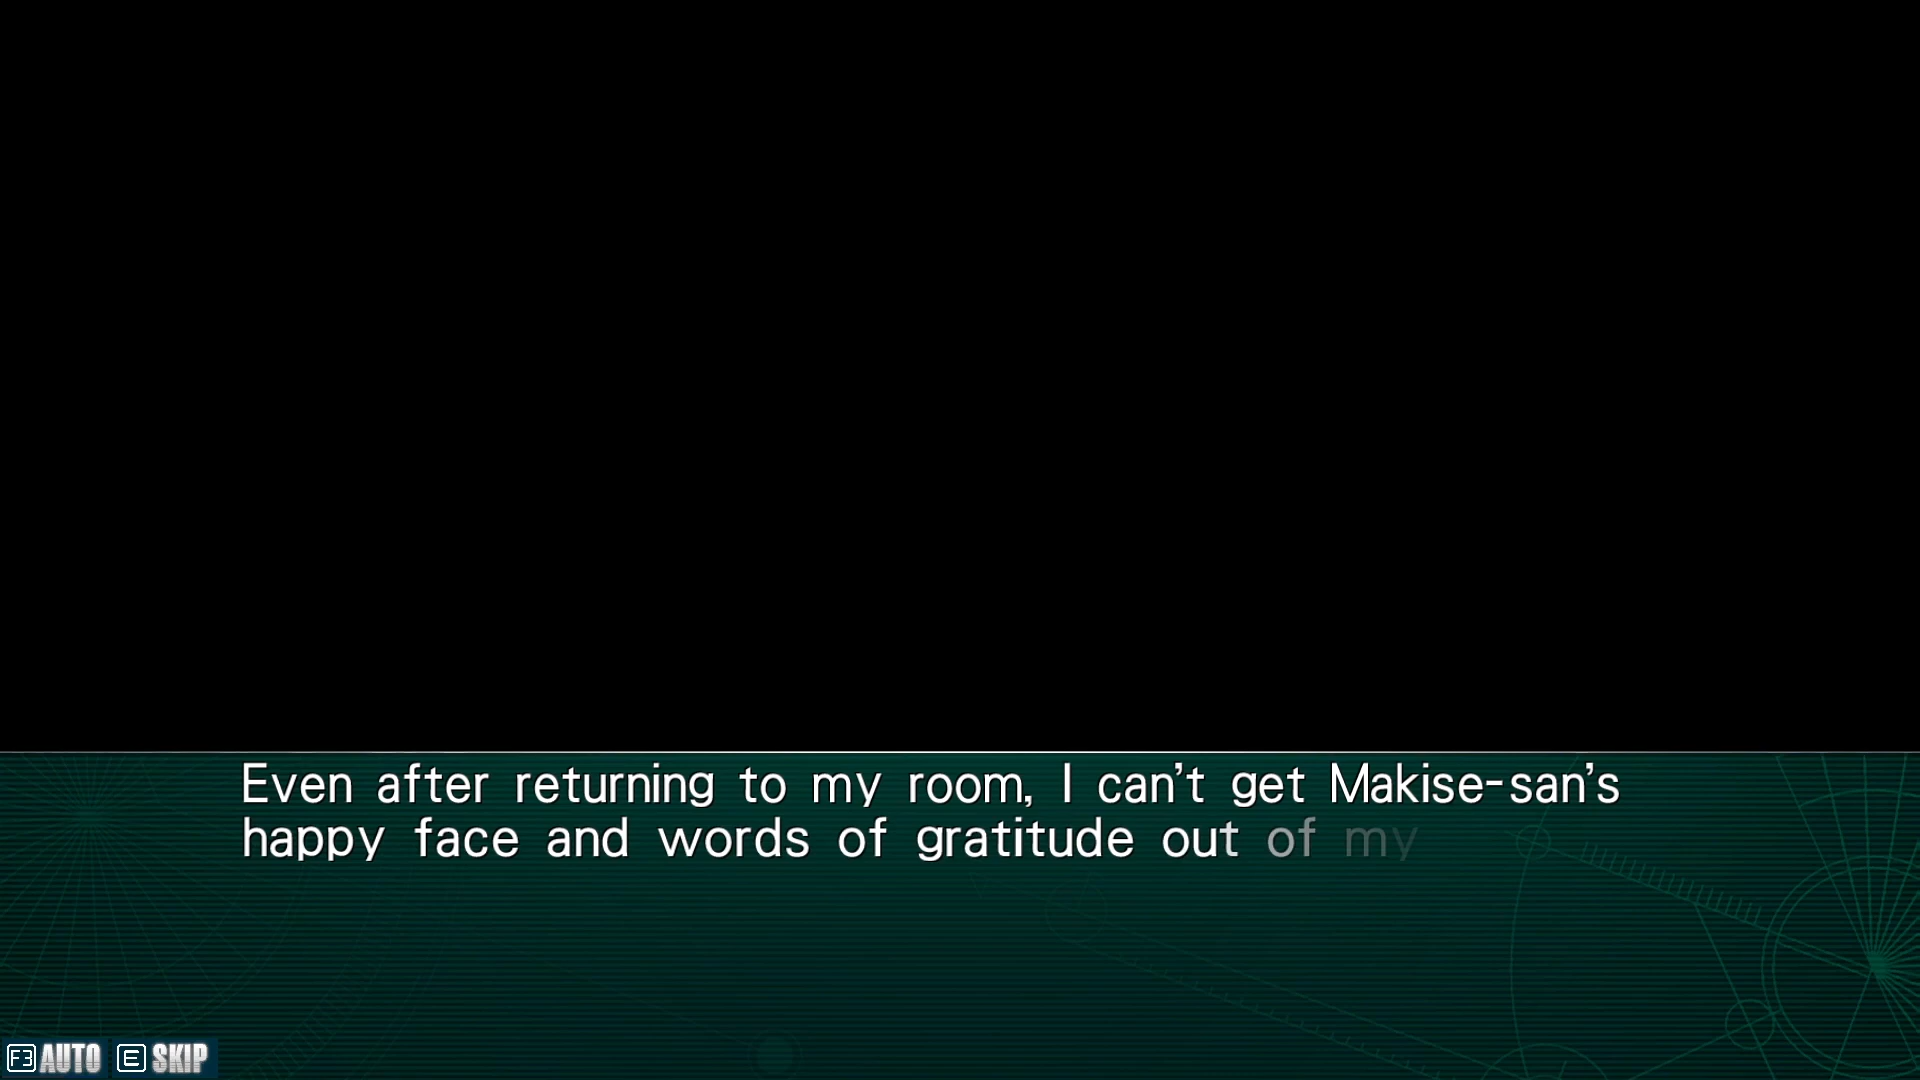 Even after returning to my room, I can’t get Makise-san’s
happy face and words of gratitude out of my
F3 AUTO E SKIP